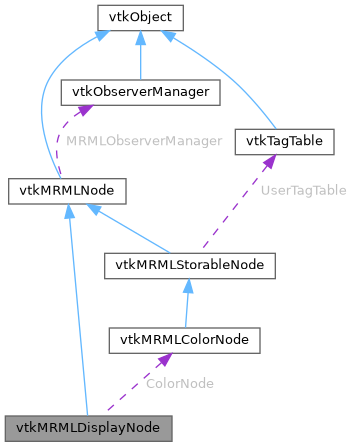 vtkObject
vtkObserverManager
MRMLObserverManager
vtkTagTable
vtkMRMLNode
UserTagTable
vtkMRMLStorableNode
vtkMRMLColorNode
ColorNode
vtkMRMLDisplayNode